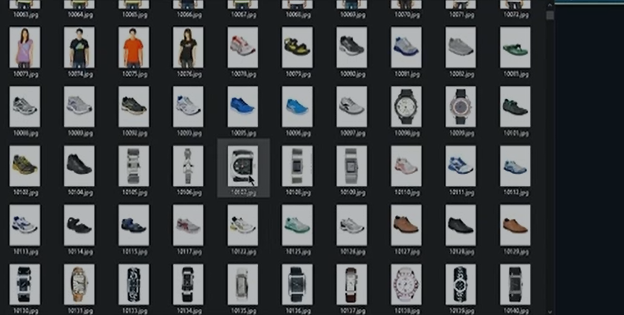 10063.jpg 10064.jpg 10065.jpg 10066.jpg 10067.jpg 10068.jpg 10069.jpg 10070.jpg 10071.jpg 10072.jpg
10073.jpg 10074.jpg 10075.jpg 10076.jpg 10078.jpg 10079.jpg 10080.jpg 10081.jpg 10082.jpg 10085.jpg
10088.jpg 10089.jpg 10092.jpg 10093.jpg 10095.jpg 10096.jpg 10097.jpg 10098.jpg 10099.jpg 10101.jpg
10103.jpg 10104.jpg 10105.jpg 10106.jpg 10107.jpg 10108.jpg 10109.jpg 10110.jpg 10111.jpg 10112.jpg
10113.jpg 10114.jpg 10115.jpg 10117.jpg 10122.jpg 10125.jpg 10126.jpg 10127.jpg 10128.jpg 10129.jpg
10130.jpg 10131.jpg 10133.jpg 10134.jpg 10135.jpg 10136.jpg 10137.jpg 10138.jpg 10139.jpg 10140.jpg